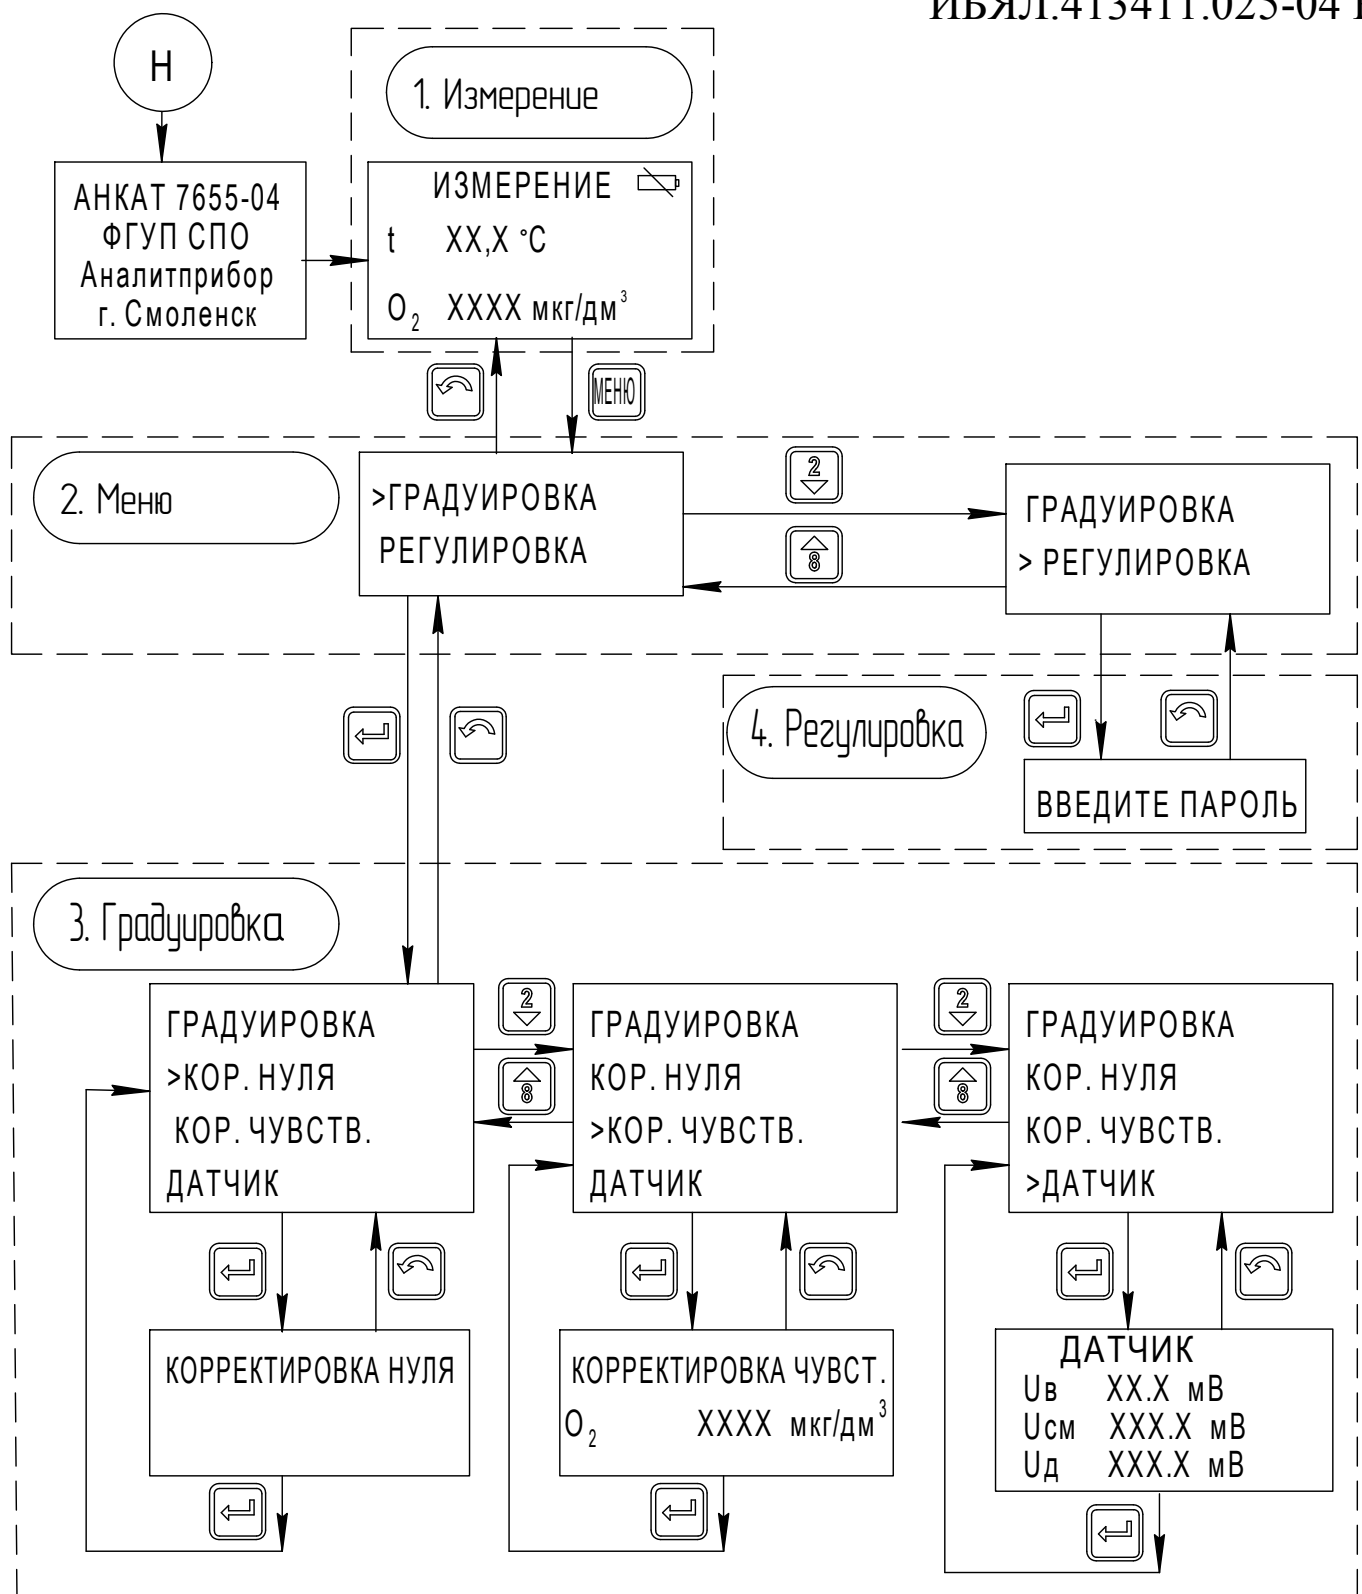 ИБЯЛ.413411.025-04
Н
1. Измерение
АНКАТ 7655-04
ФГУП СПО
Аналитприбор
г. Смоленск
ИЗМЕРЕНИЕ
t XX,X °C
O₂ XXXX мкг/дм³
МЕНЮ
2. Меню
>ГРАДУИРОВКА
РЕГУЛИРОВКА
2
8
ГРАДУИРОВКА
> РЕГУЛИРОВКА
4. Регулировка
ВВЕДИТЕ ПАРОЛЬ
3. Градуировка
ГРАДУИРОВКА
>КОР. НУЛЯ
КОР. ЧУВСТВ.
ДАТЧИК
2
8
ГРАДУИРОВКА
КОР. НУЛЯ
>КОР. ЧУВСТВ.
ДАТЧИК
2
8
ГРАДУИРОВКА
КОР. НУЛЯ
КОР. ЧУВСТВ.
>ДАТЧИК
КОРРЕКТИРОВКА НУЛЯ
КОРРЕКТИРОВКА ЧУВСТ.
O₂ XXXX мкг/дм³
ДАТЧИК
Uв XX.X мВ
Uсм XXX.X мВ
Uд XXX.X мВ